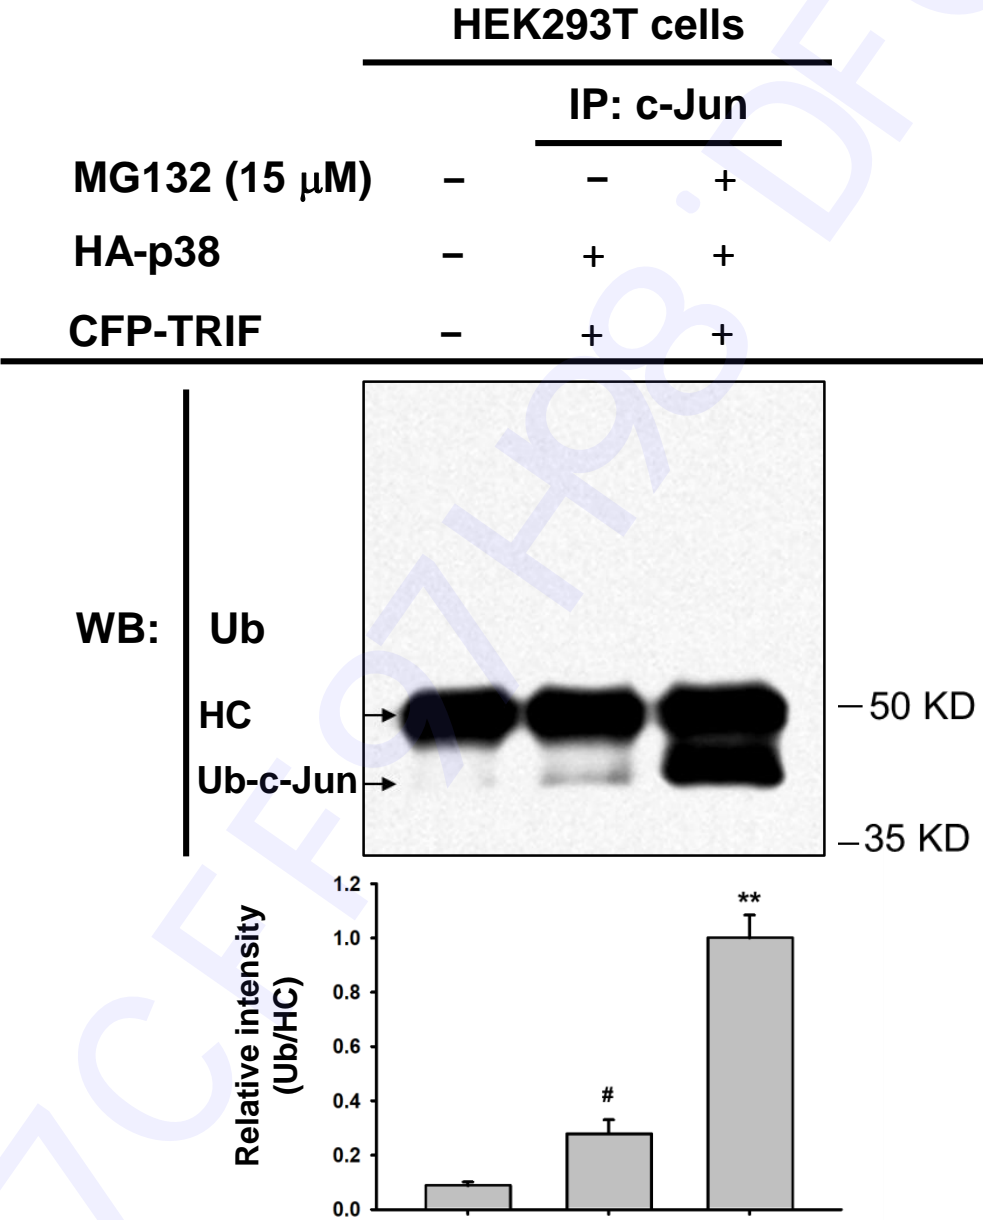 HEK293T cells
IP: c-Jun
MG132 (15 μM) – – +
HA-p38 – + +
CFP-TRIF – + +
WB: Ub
HC
50 KD
Ub-c-Jun
35 KD
Relative intensity
(Ub/HC)
1.2
**
1.0
0.8
0.6
0.4
#
0.2
0.0